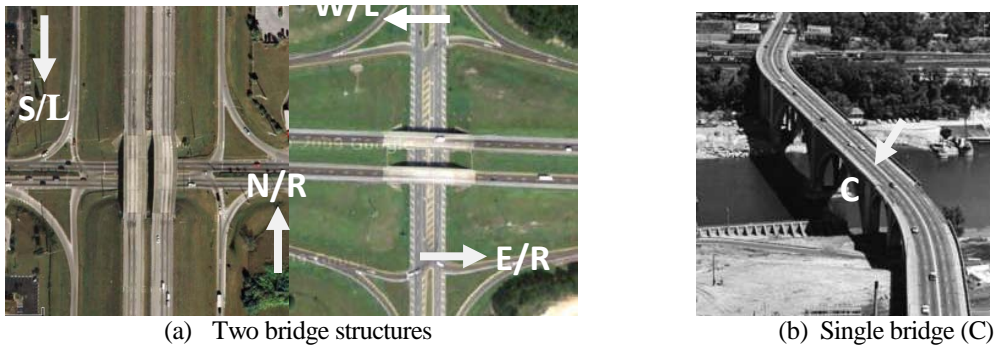 W/L
S/L
N/R
E/R
C
(a) Two bridge structures
(b) Single bridge (C)